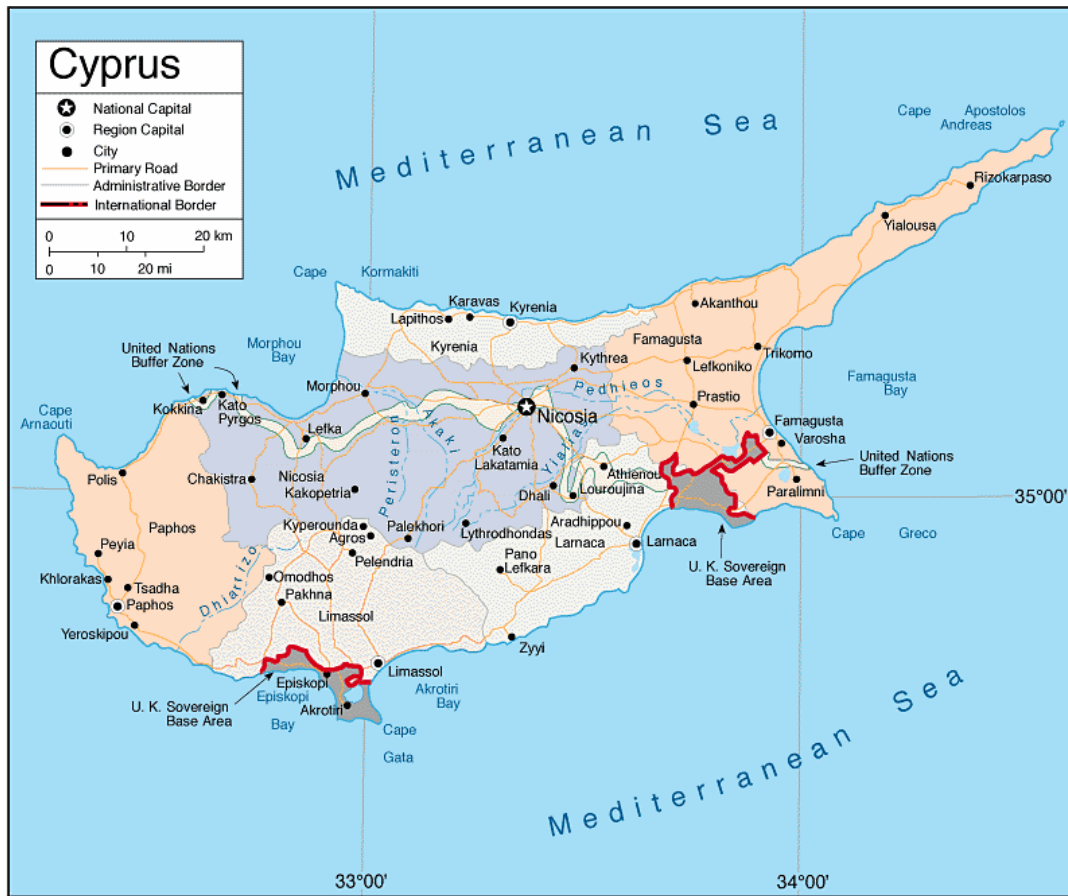 Cyprus
National Capital
Region Capital
City
Primary Road
Administrative Border
International Border
0 10 20 km
0 10 20 mi
Mediterranean Sea
Cape Apostolos
Andreas
Rizokarpaso
Yialousa
Cape Kormakiti
Karavas
Kyrenia
Lapithos
Akanthou
Kyrenia
Famagusta
Trikomo
United Nations
Buffer Zone
Morphou
Bay
Kythrea
Lefkoniko
Morphou
Pedhieos
Prastio
Famagusta
Bay
Kokkina
Kato
Pyrgos
Cape
Arnaouti
Nicosia
Famagusta
Varosha
Lefka
Akaki
Peristeron
Yialias
Kato
Lakatamia
United Nations
Buffer Zone
Polis
Chakistra
Nicosia
Kakopetria
Athienou
Dhali
Louroujina
Paralimni
35°00'
Paphos
Kyperounda
Agros
Palekhori
Lythrodhondas
Aradhippou
Larnaca
Larnaca
Cape Greco
Peyia
Pelendria
Pano
Lefkara
U. K. Sovereign
Base Area
Khlorakas
Tsadha
Dhiartizo
Omodhos
Pakhna
Paphos
Limassol
Yeroskipou
Zyyi
Limassol
Episkopi
U. K. Sovereign
Base Area
Episkopi
Bay
Akrotiri
Akrotiri
Bay
Cape
Gata
Mediterranean Sea
33°00'
34°00'